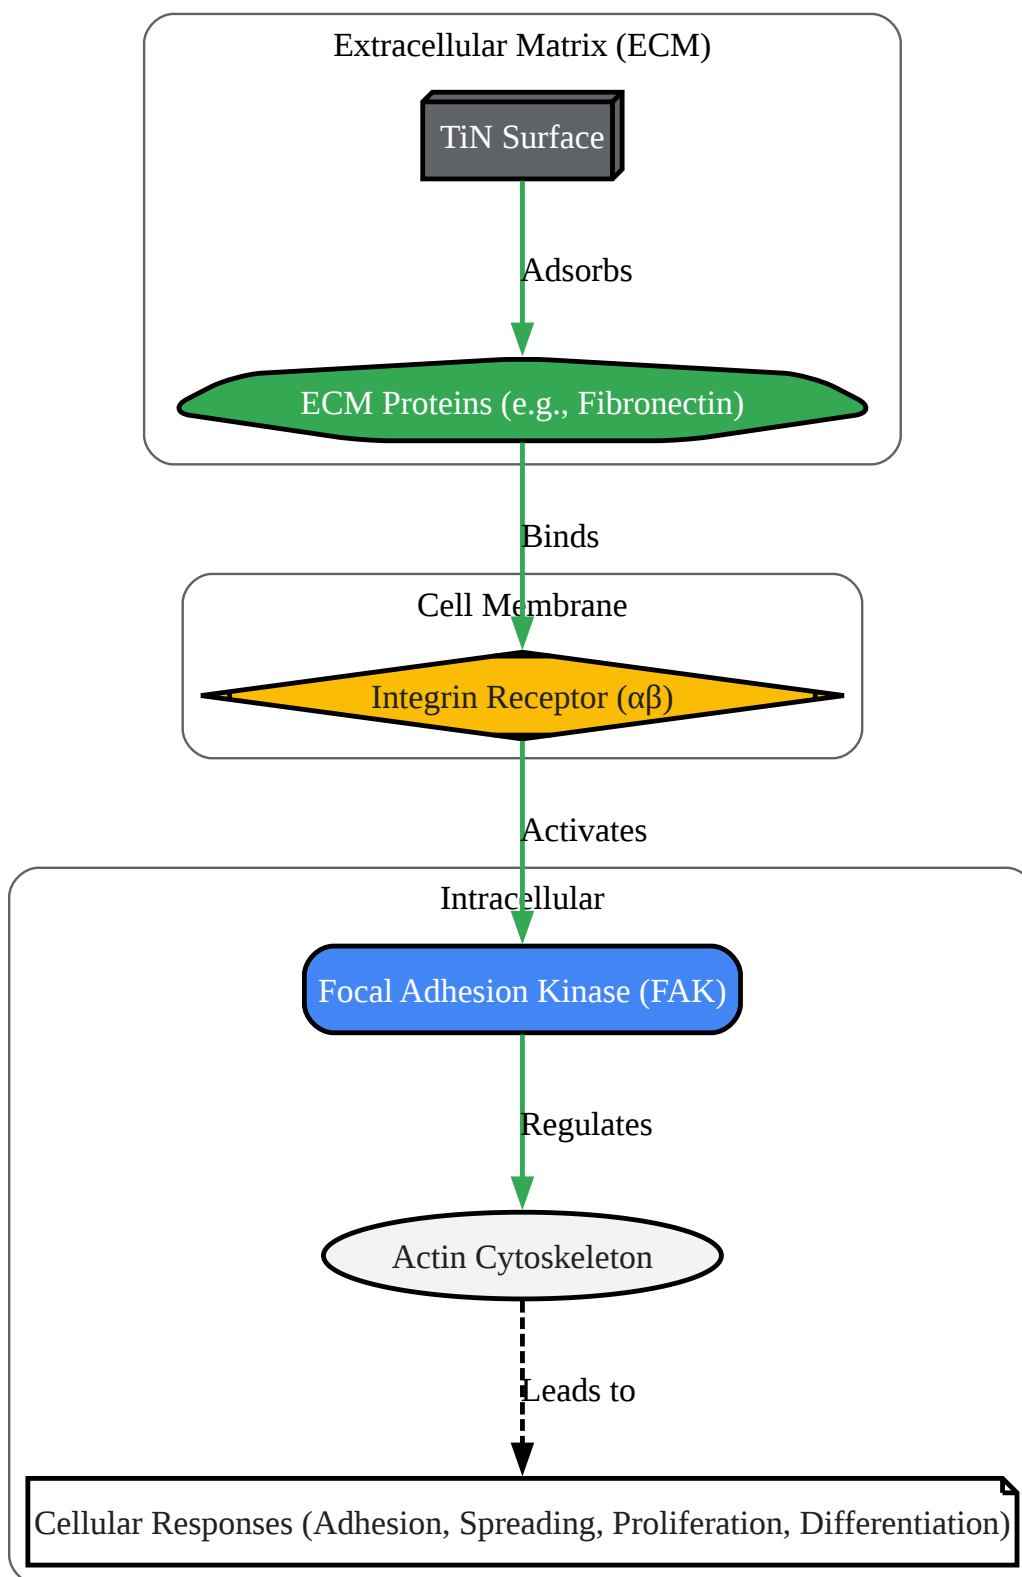 Extracellular Matrix (ECM)
TiN Surface
Adsorbs
ECM Proteins (e.g., Fibronectin)
Binds
Cell Membrane
Integrin Receptor (αβ)
Activates
Intracellular
Focal Adhesion Kinase (FAK)
Regulates
Actin Cytoskeleton
Leads to
Cellular Responses (Adhesion, Spreading, Proliferation, Differentiation)